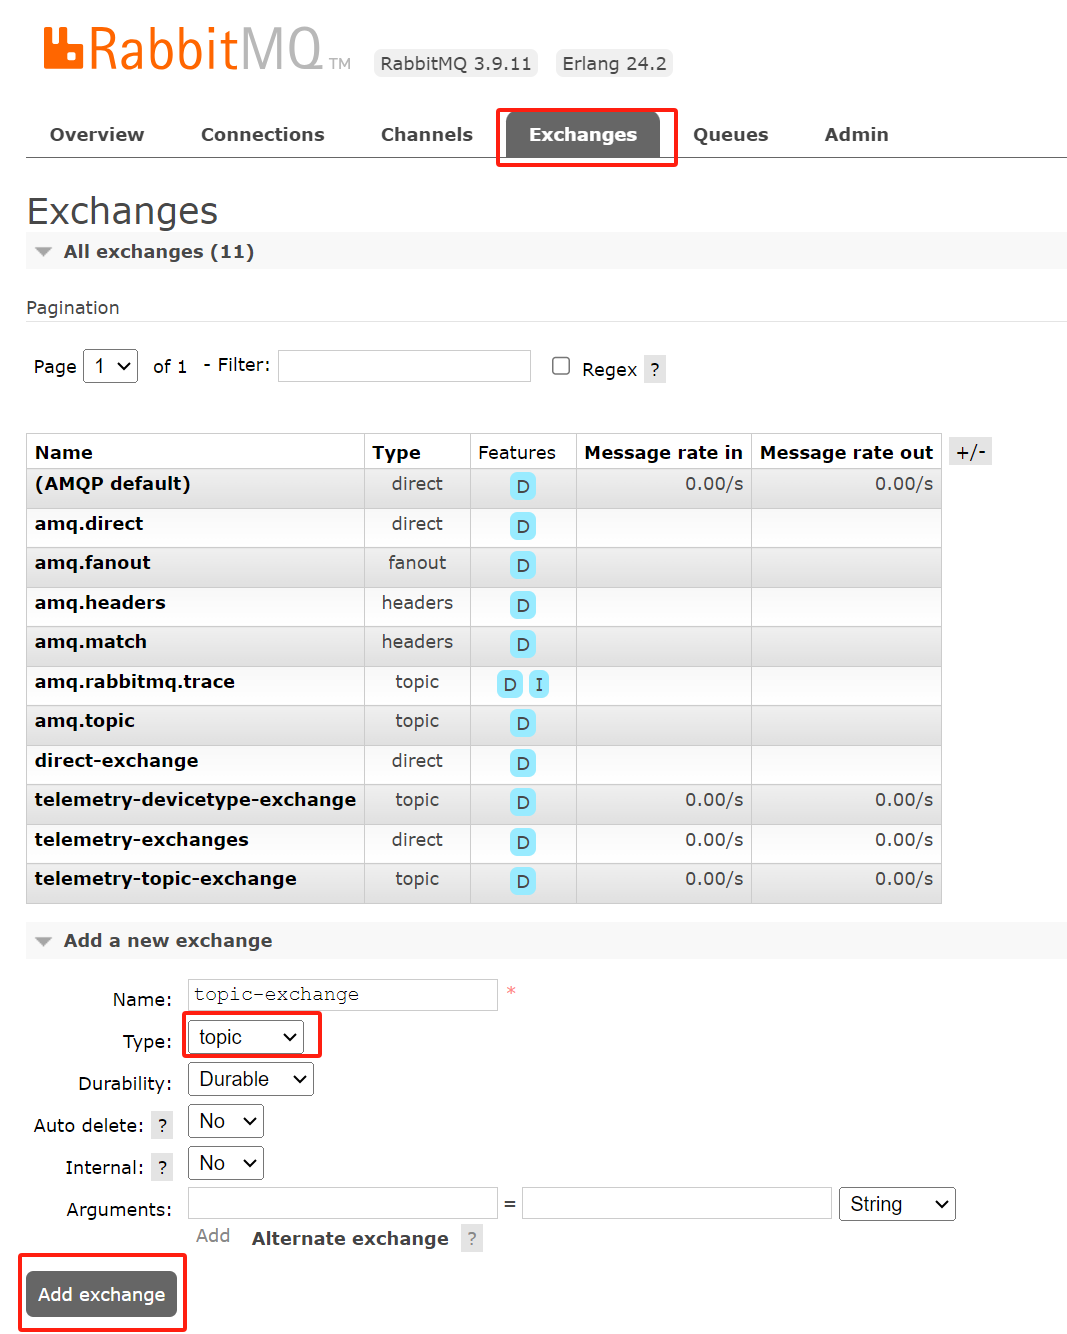 RabbitMQ TM RabbitMQ 3.9.11 Erlang 24.2
Overview Connections Channels Exchanges Queues Admin
Exchanges
All exchanges (11)
Pagination
Page 1 of 1 - Filter: Regex ?
Name Type Features Message rate in Message rate out +/-
(AMQP default) direct D 0.00/s 0.00/s
amq.direct direct D
amq.fanout fanout D
amq.headers headers D
amq.match headers D
amq.rabbitmq.trace topic D I
amq.topic topic D
direct-exchange direct D
telemetry-devicetype-exchange topic D 0.00/s 0.00/s
telemetry-exchanges direct D 0.00/s 0.00/s
telemetry-topic-exchange topic D 0.00/s 0.00/s
Add a new exchange
Name: topic-exchange *
Type: topic
Durability: Durable
Auto delete: ? No
Internal: ? No
Arguments: = String
Add Alternate exchange ?
Add exchange